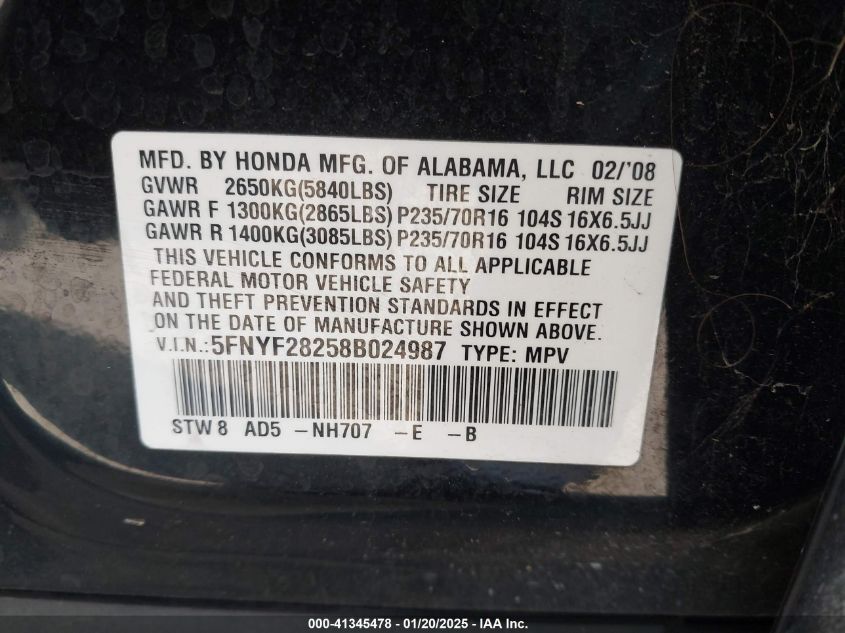 MFD. BY HONDA MFG. OF ALABAMA, LLC 02/'08
GVWR 2650KG(5840LBS) TIRE SIZE RIM SIZE
GAWR F 1300KG(2865LBS) P235/70R16 104S 16X6.5JJ
GAWR R 1400KG(3085LBS) P235/70R16 104S 16X6.5JJ
THIS VEHICLE CONFORMS TO ALL APPLICABLE
FEDERAL MOTOR VEHICLE SAFETY
AND THEFT PREVENTION STANDARDS IN EFFECT
ON THE DATE OF MANUFACTURE SHOWN ABOVE.
V.I.N.:5FNYF28258B024987 TYPE: MPV
STW8 AD5 -NH707 -E -B
000-41345478 - 01/20/2025 - IAA Inc.